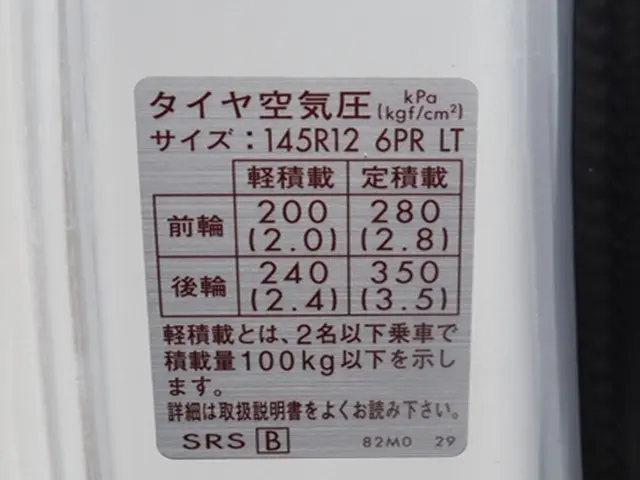 タイヤ空気圧 kPa (kgf/cm²)
サイズ：145R12 6PR LT
軽積載 定積載
前輪 200 (2.0) 280 (2.8)
後輪 240 (2.4) 350 (3.5)
軽積載とは、2名以下乗車で
積載量100kg以下を示し
ます。
詳細は取扱説明書をよくお読み下さい。
SRS B 82M0 29